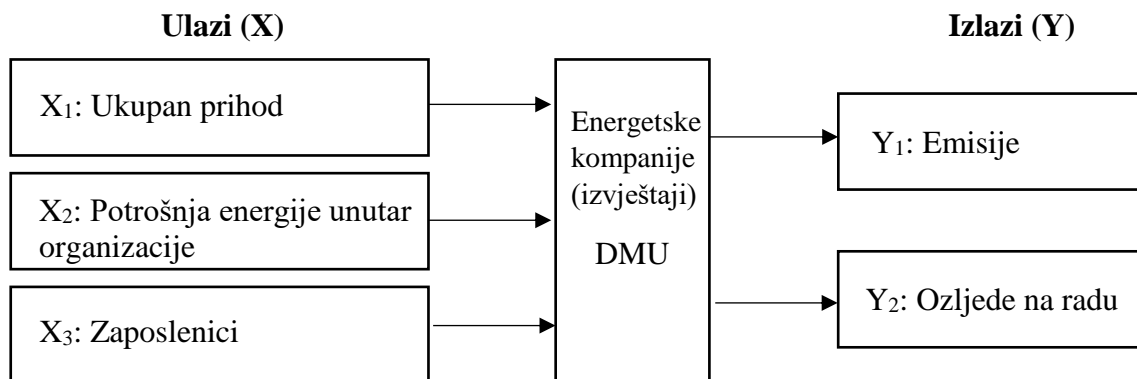 Ulazi (X)
Izlazi (Y)
X₁: Ukupan prihod
X₂: Potrošnja energije unutar
organizacije
X₃: Zaposlenici
Energetske
kompanije
(izvještaji)
DMU
Y₁: Emisije
Y₂: Ozljede na radu